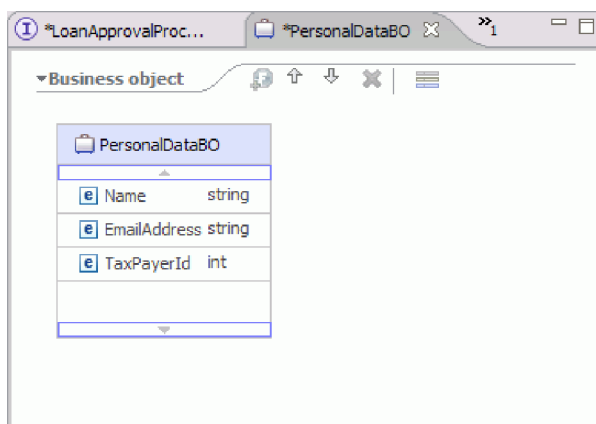 *LoanApprovalProc... *PersonalDataBO »1
Business object
PersonalDataBO
e Name string
e EmailAddress string
e TaxPayerId int